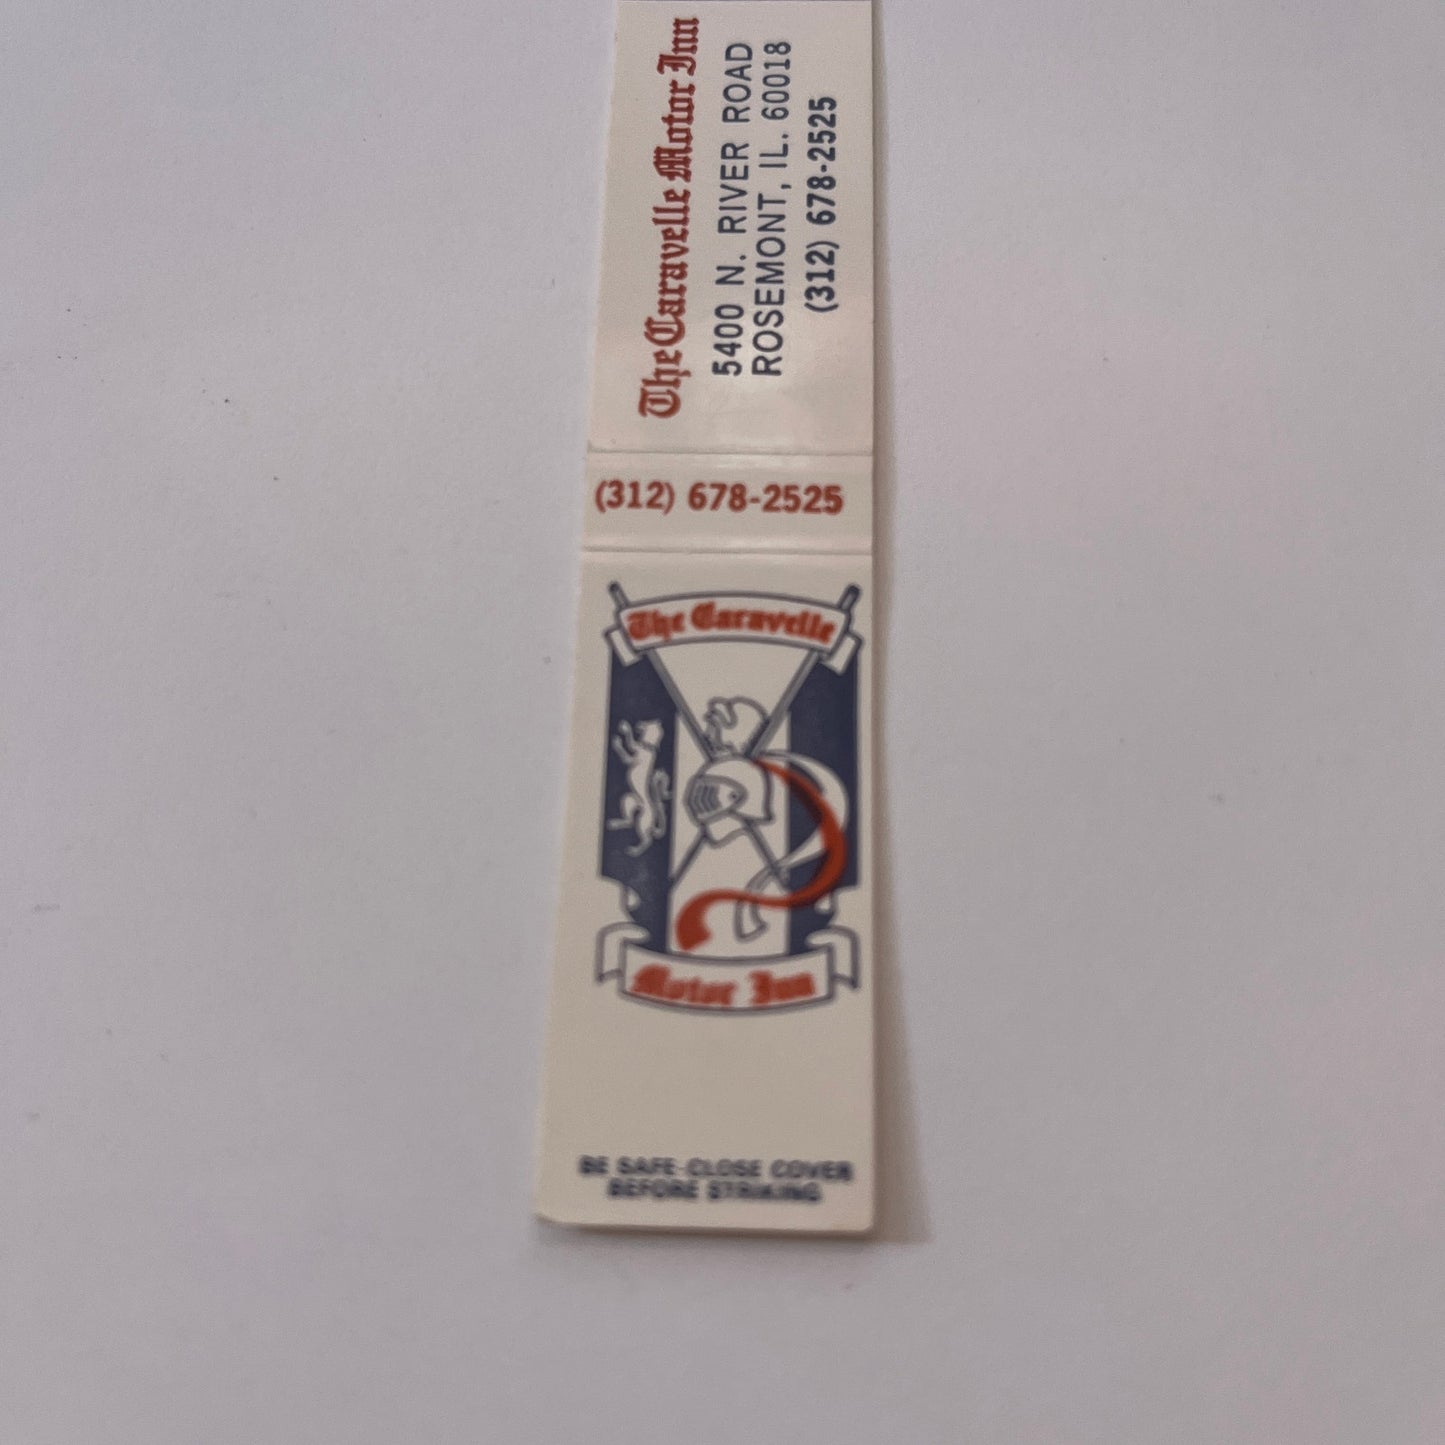 The Caravelle Motor Inn
5400 N. RIVER ROAD
ROSEMONT, IL. 60018
(312) 678-2525
(312) 678-2525
The Caravelle
Motor Inn
BE SAFE-CLOSE COVER
BEFORE STRIKING